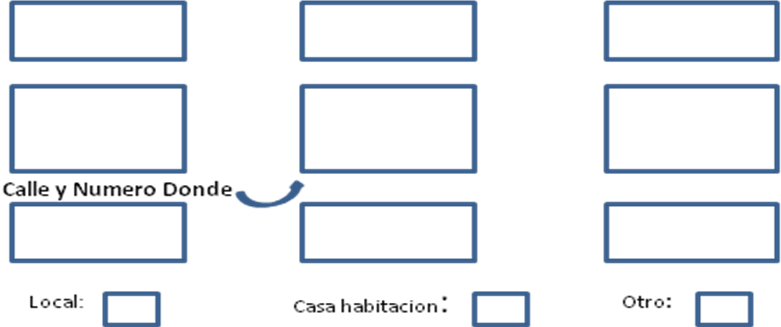 Calle y Numero Donde
Local: Casa habitacion: Otro: